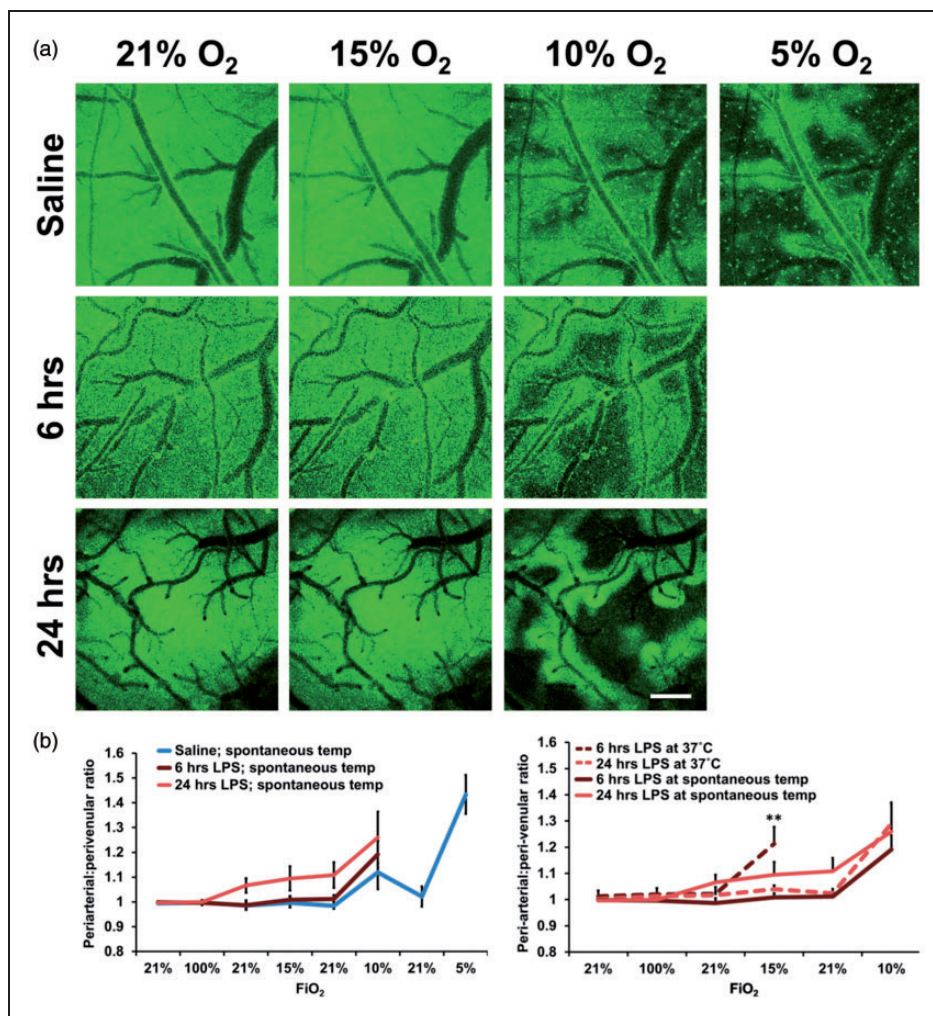 (a)
21% O₂ 15% O₂ 10% O₂ 5% O₂
Saline
6 hrs
24 hrs
(b)
Periarterial:perivenular ratio
1.6
1.5
1.4
1.3
1.2
1.1
1
0.9
0.8
Saline; spontaneous temp
6 hrs LPS; spontaneous temp
24 hrs LPS; spontaneous temp
21% 100% 21% 15% 21% 10% 21% 5%
FiO₂
Peri-arterial:peri-venular ratio
1.6
1.5
1.4
1.3
1.2
1.1
1
0.9
0.8
6 hrs LPS at 37˚C
24 hrs LPS at 37˚C
6 hrs LPS at spontaneous temp
24 hrs LPS at spontaneous temp
**
21% 100% 21% 15% 21% 10%
FiO₂